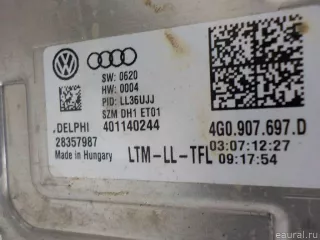 SW: 0620
HW: 0004
PID: LL36UJJ
SZM DH1 ET01
DELPHI 401140244
28357987
Made in Hungary
LTM-LL-TFL
4G0.907.697.D
03:07:12:27
09:17:54
© eaural.ru